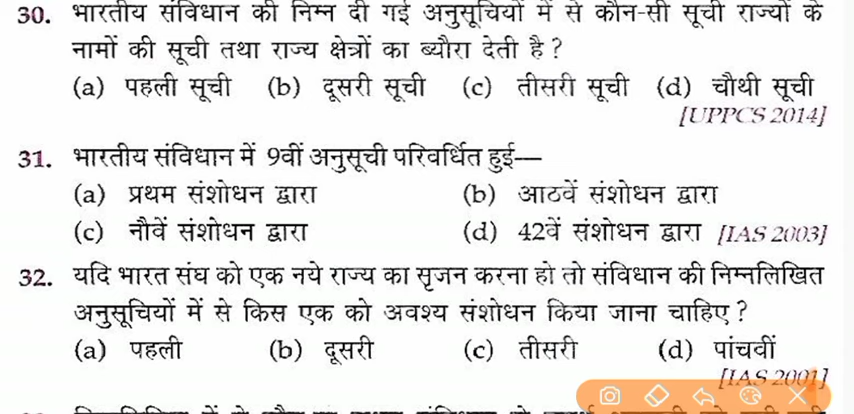 30. भारतीय संविधान की निम्न दी गई अनुसूचियों में से कौन-सी सूची राज्यों के
नामों की सूची तथा राज्य क्षेत्रों का ब्यौरा देती है ?
(a) पहली सूची (b) दूसरी सूची (c) तीसरी सूची (d) चौथी सूची
[UPPCS 2014]
31. भारतीय संविधान में 9वीं अनुसूची परिवर्धित हुई—
(a) प्रथम संशोधन द्वारा (b) आठवें संशोधन द्वारा
(c) नौवें संशोधन द्वारा (d) 42वें संशोधन द्वारा [IAS 2003]
32. यदि भारत संघ को एक नये राज्य का सृजन करना हो तो संविधान की निम्नलिखित
अनुसूचियों में से किस एक को अवश्य संशोधन किया जाना चाहिए ?
(a) पहली (b) दूसरी (c) तीसरी (d) पांचवीं
[IAS 2001]